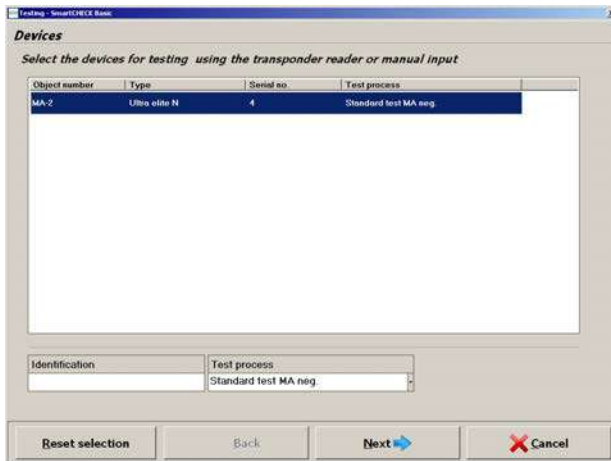 Testing - SmartCHECK Basic
Devices
Select the devices for testing using the transponder reader or manual input
Object number Type Serial no. Test process
MA-2 Ultra elite N 4 Standard test MA neg.
Identification Test process
Standard test MA neg.
Reset selection Back Next Cancel